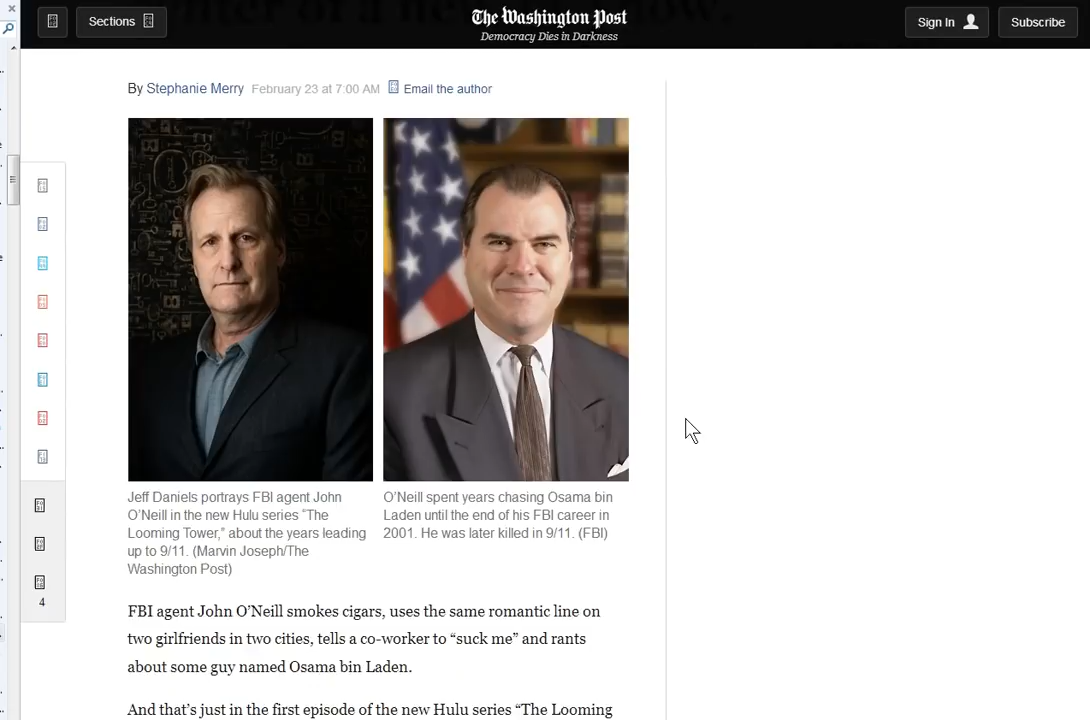 Sections
The Washington Post
Democracy Dies in Darkness
Sign In
Subscribe
By Stephanie Merry February 23 at 7:00 AM Email the author
Jeff Daniels portrays FBI agent John
O’Neill in the new Hulu series “The
Looming Tower,” about the years leading
up to 9/11. (Marvin Joseph/The
Washington Post)
O’Neill spent years chasing Osama bin
Laden until the end of his FBI career in
2001. He was later killed in 9/11. (FBI)
4
FBI agent John O’Neill smokes cigars, uses the same romantic line on
two girlfriends in two cities, tells a co-worker to “suck me” and rants
about some guy named Osama bin Laden.
And that’s just in the first episode of the new Hulu series “The Looming